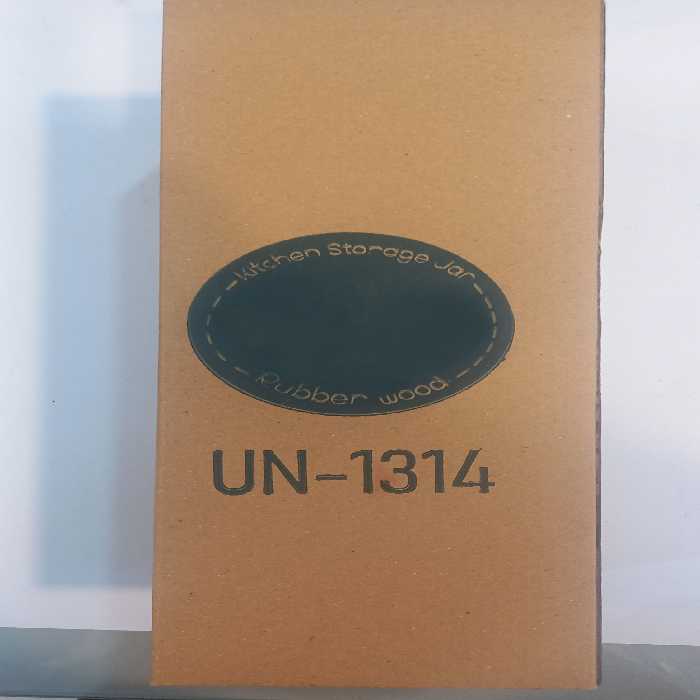 Kitchen Storage Jar
Rubber wood
UN-1314